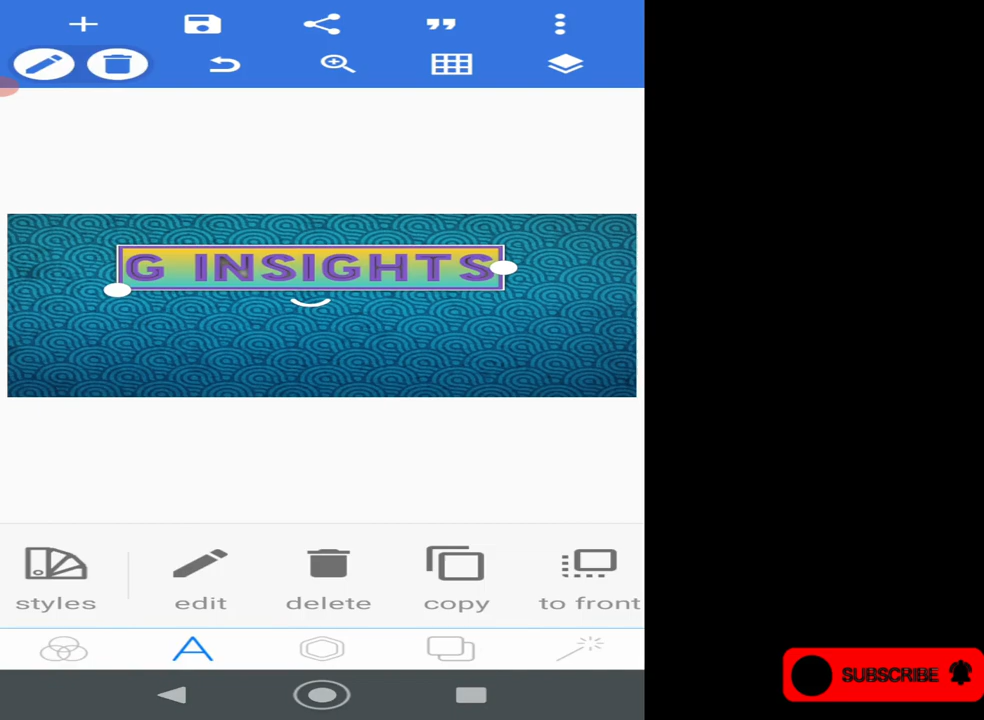 G INSIGHTS
styles
edit
delete
copy
to front
SUBSCRIBE